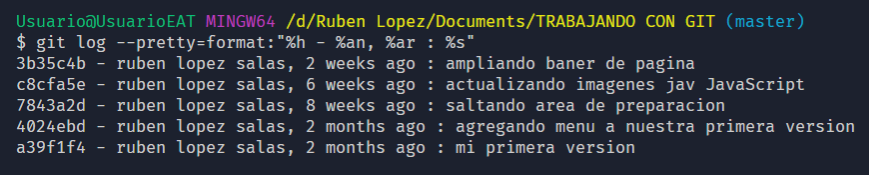 Usuario@UsuarioEAT MINGW64 /d/Ruben Lopez/Documents/TRABAJANDO CON GIT (master)
$ git log --pretty=format:"%h - %an, %ar : %s"
3b35c4b - ruben lopez salas, 2 weeks ago : ampliando baner de pagina
c8cfa5e - ruben lopez salas, 6 weeks ago : actualizando imagenes jav JavaScript
7843a2d - ruben lopez salas, 8 weeks ago : saltando area de preparacion
4024ebd - ruben lopez salas, 2 months ago : agregando menu a nuestra primera version
a39f1f4 - ruben lopez salas, 2 months ago : mi primera version